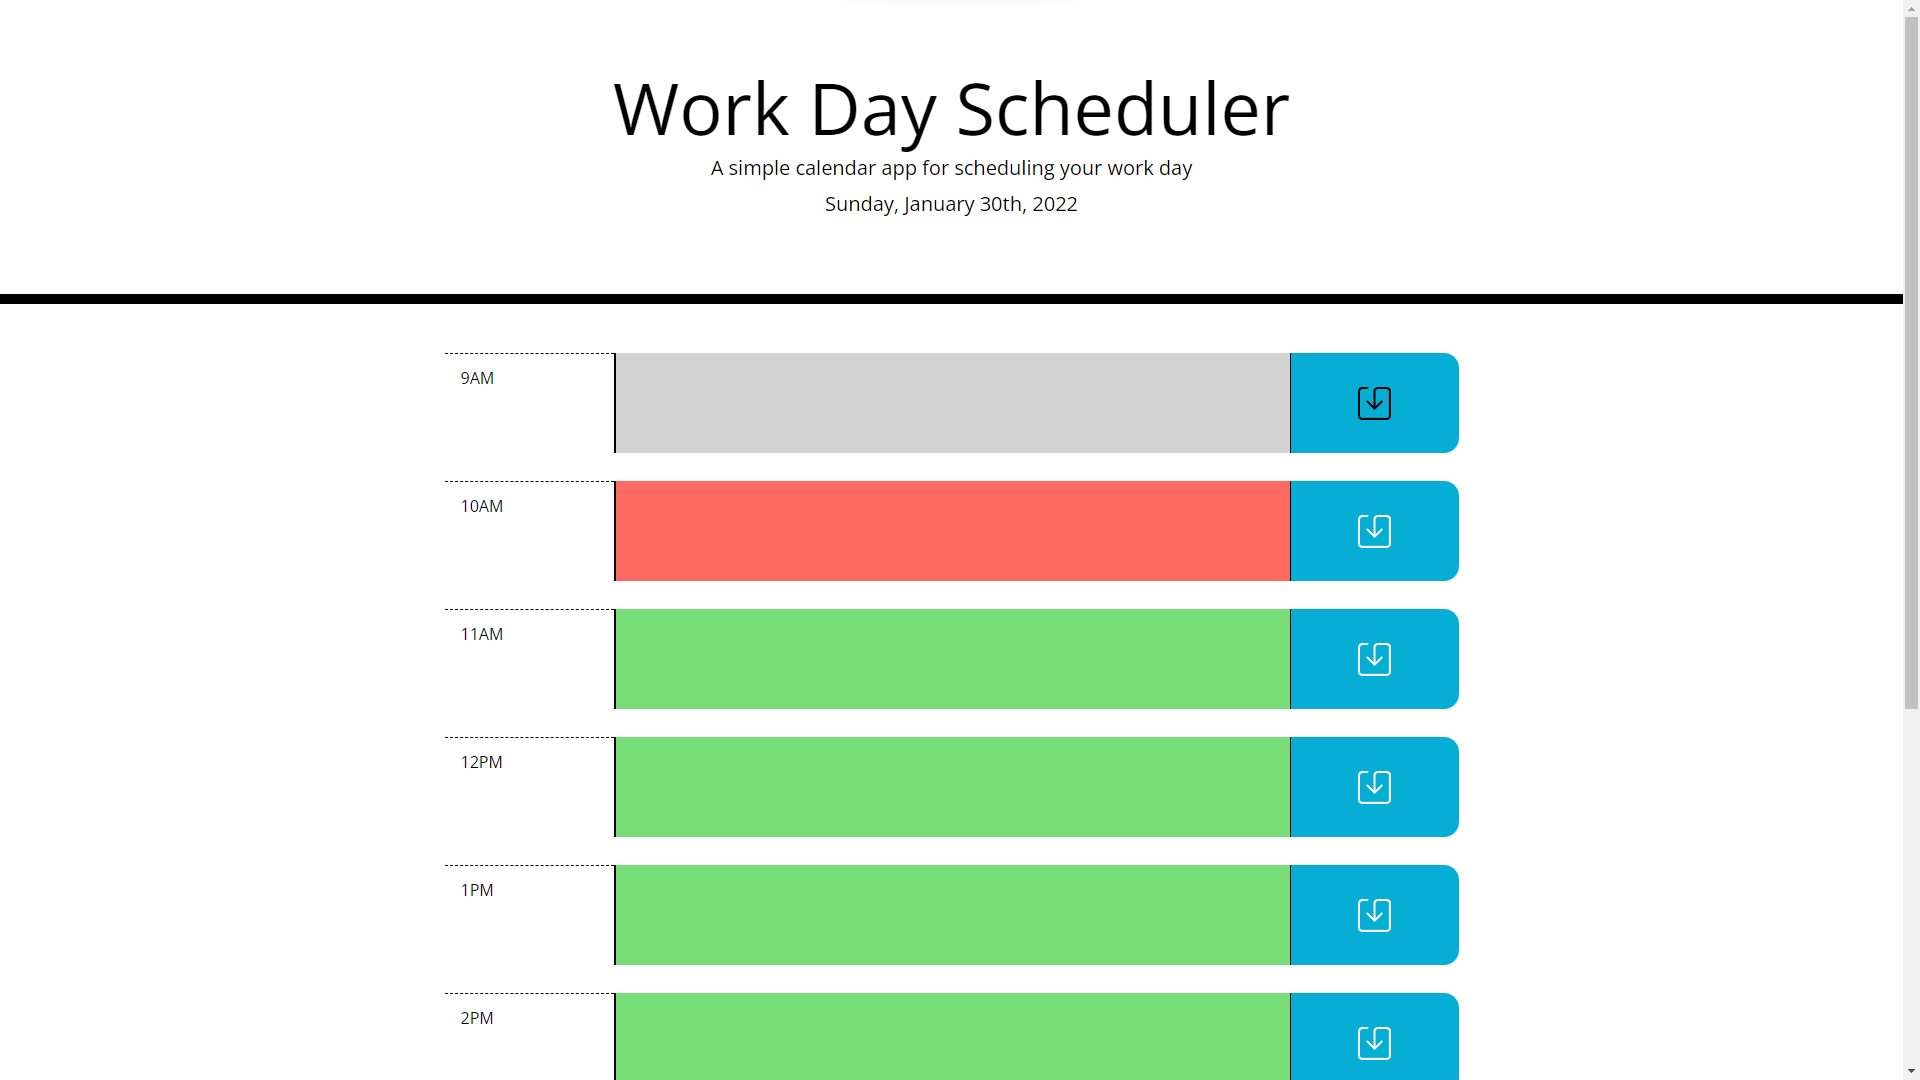 Work Day Scheduler
A simple calendar app for scheduling your work day
Sunday, January 30th, 2022
9AM
10AM
11AM
12PM
1PM
2PM